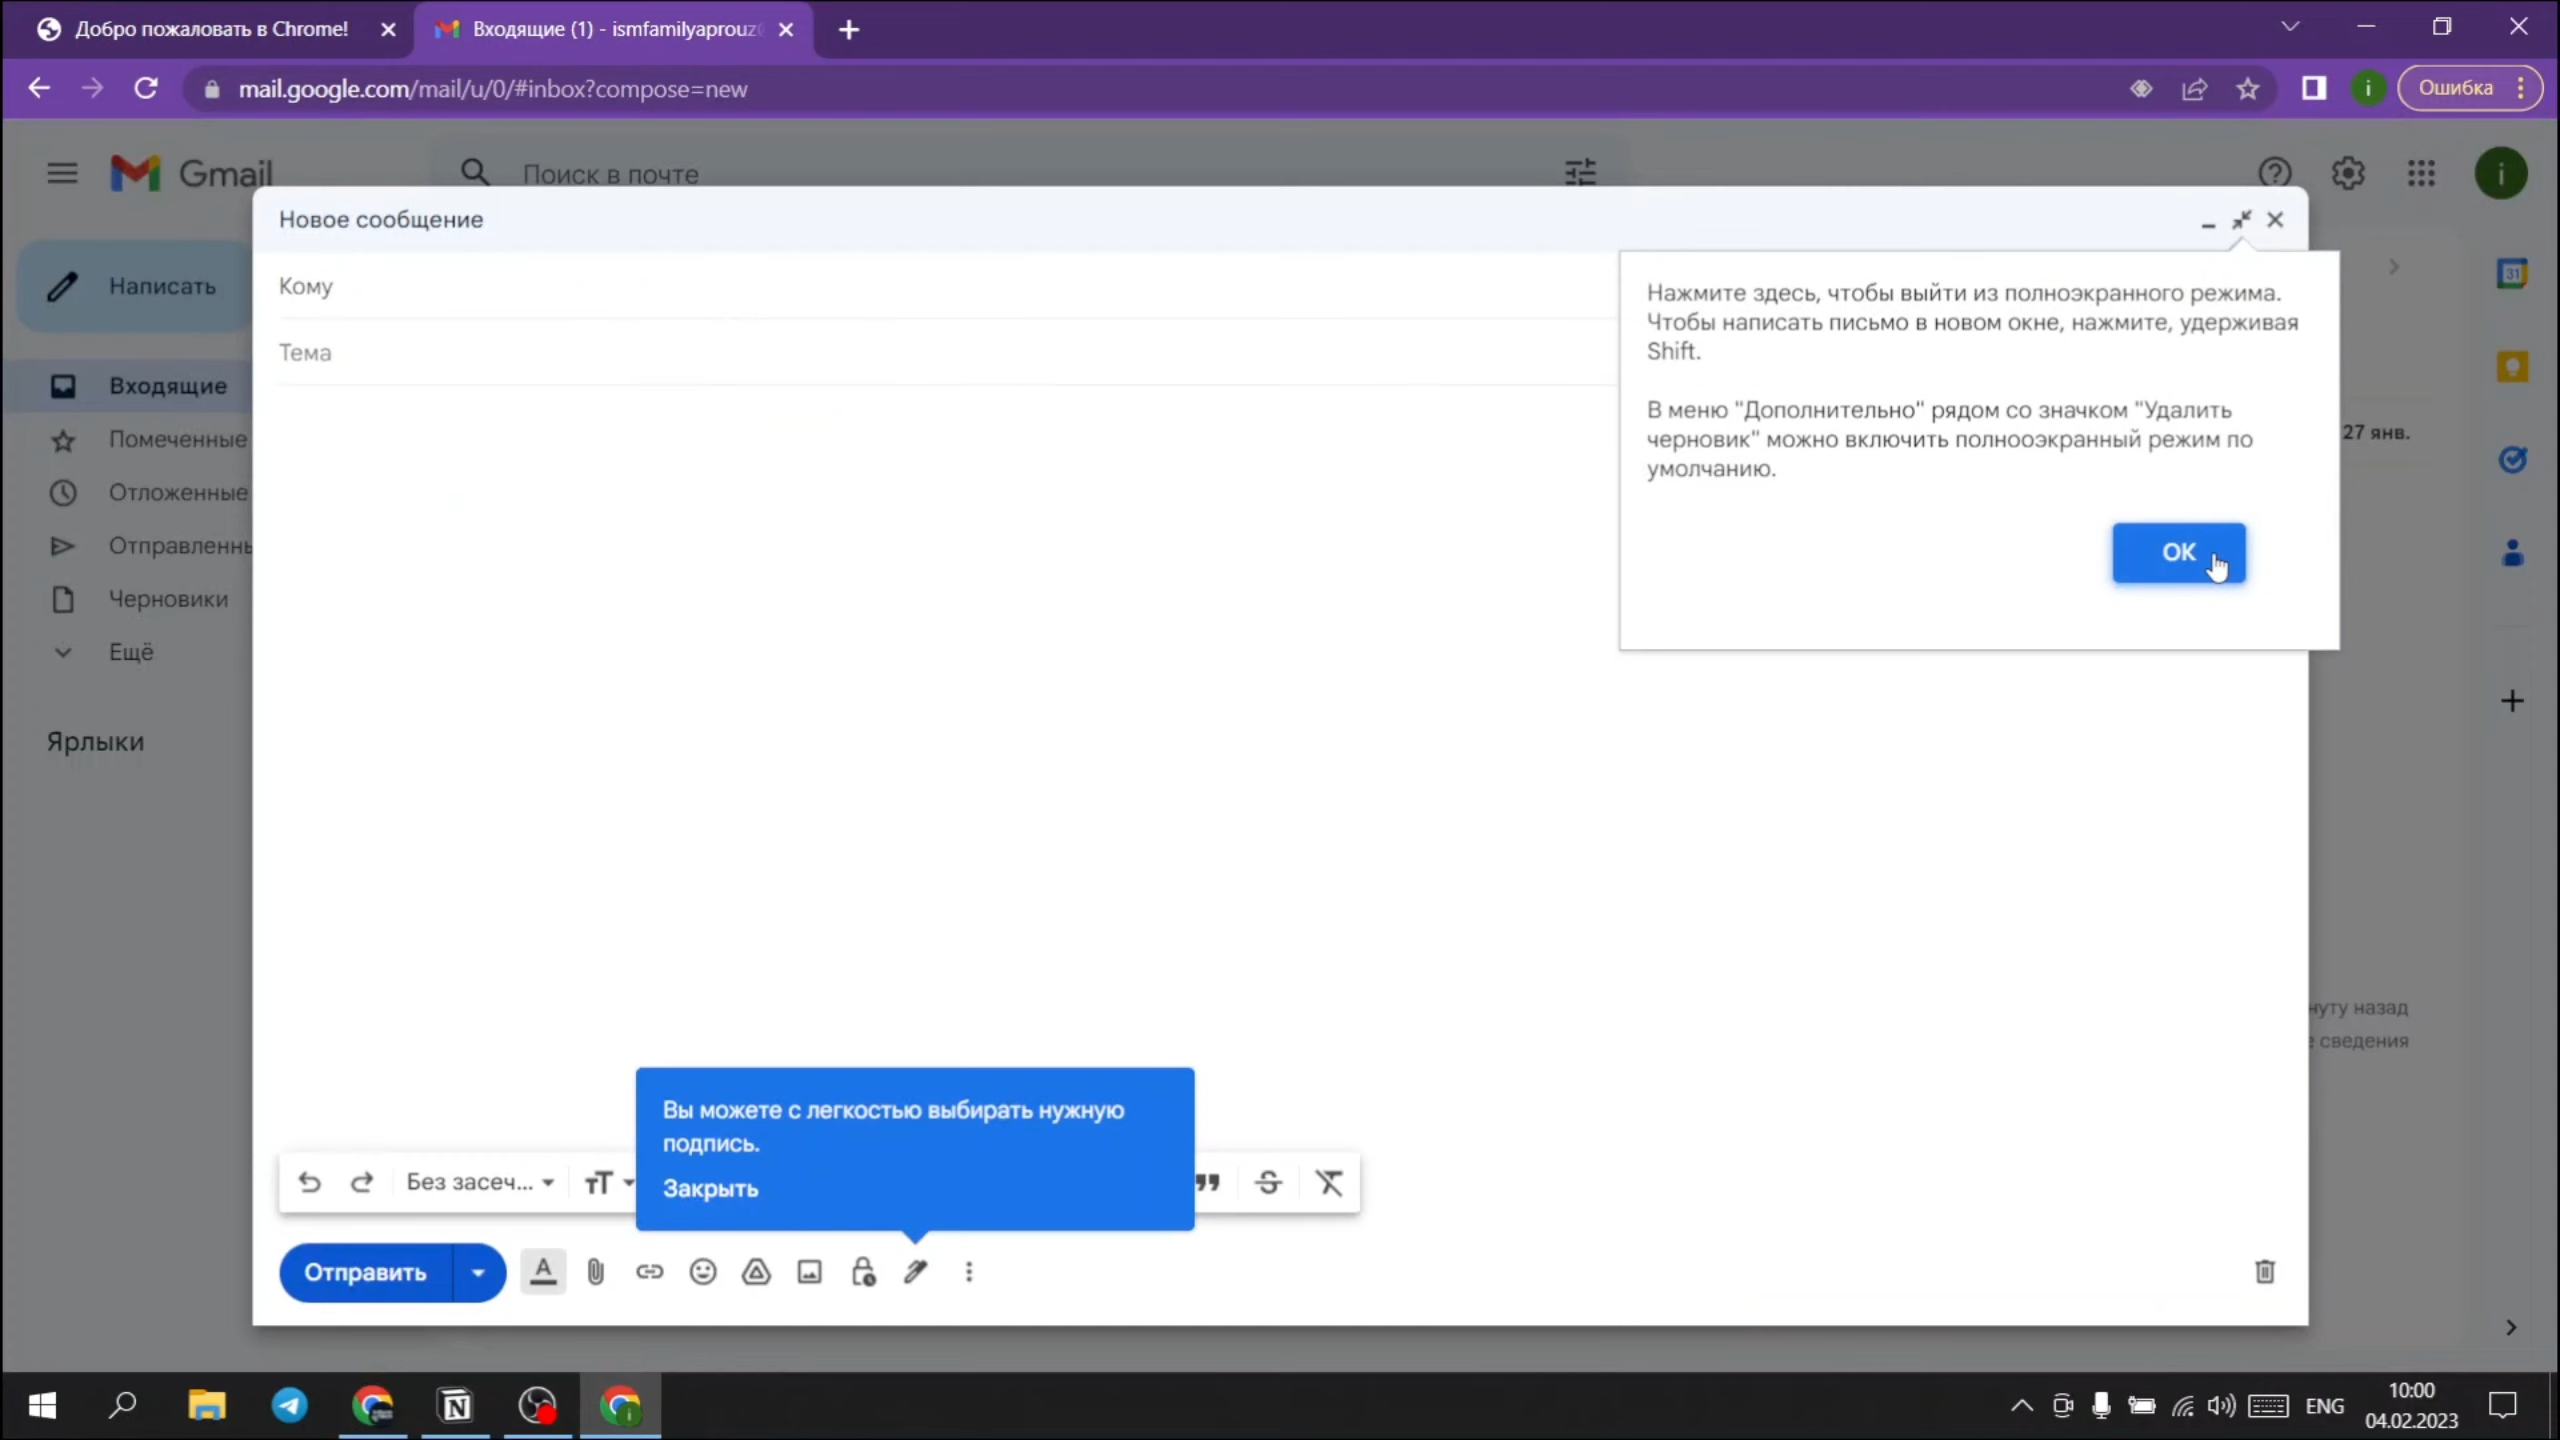 Добро пожаловать в Chrome!
Входящие (1) - ismfamilyaprouz
mail.google.com/mail/u/0/#inbox?compose=new
i
Ошибка
Gmail
Поиск в почте
i
Новое сообщение
Написать
Кому
Тема
Входящие
Помеченные
Отложенные
Отправленны
Черновики
Ещё
Ярлыки
Нажмите здесь, чтобы выйти из полноэкранного режима.
Чтобы написать письмо в новом окне, нажмите, удерживая
Shift.
В меню "Дополнительно" рядом со значком "Удалить
черновик" можно включить полнооэкранный режим по
умолчанию.
OK
27 янв.
31
нуту назад
сведения
Вы можете с легкостью выбирать нужную
подпись.
Закрыть
Без засеч...
Отправить
ENG
10:00
04.02.2023